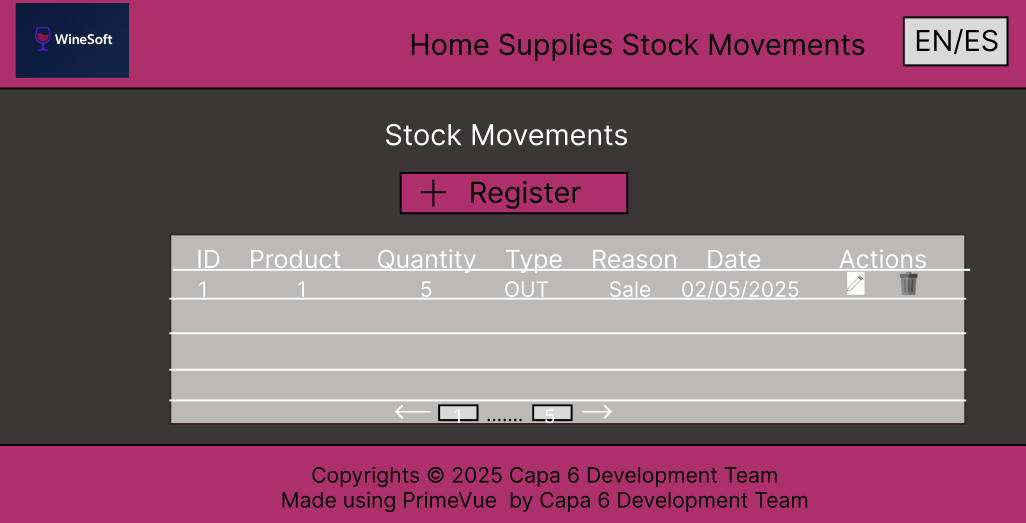 WineSoft
Home Supplies Stock Movements
EN/ES
Stock Movements
+ Register
ID Product Quantity Type Reason Date Actions
1 1 5 OUT Sale 02/05/2025
1 ....... 5
Copyrights © 2025 Capa 6 Development Team
Made using PrimeVue by Capa 6 Development Team